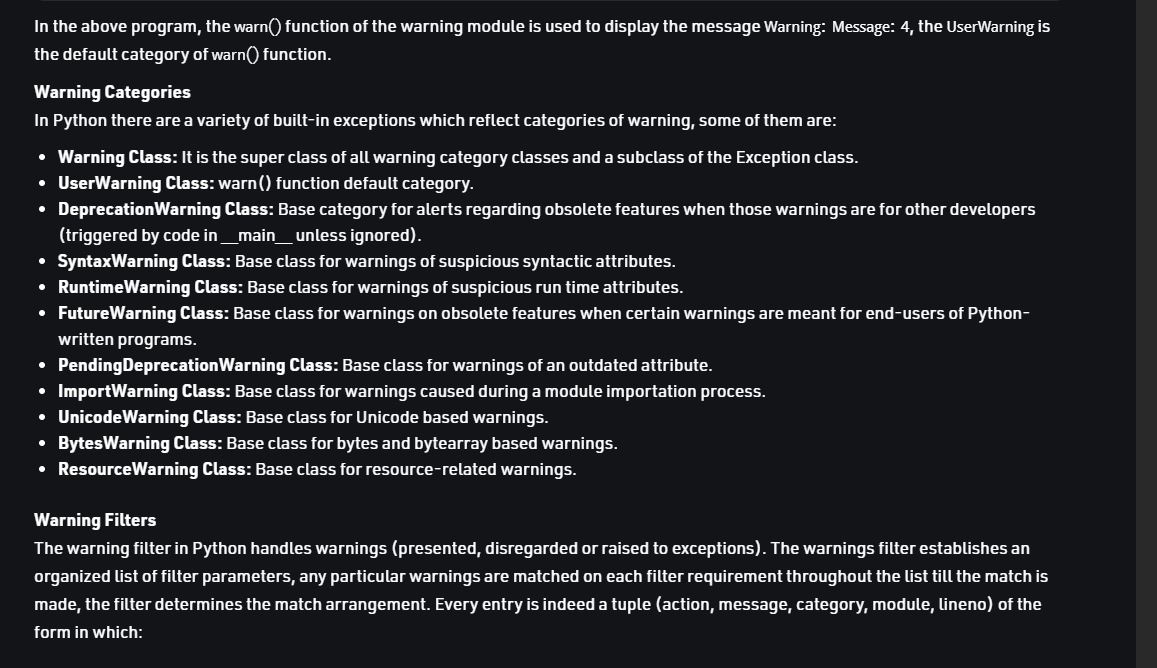 In the above program, the warn() function of the warning module is used to display the message Warning: Message: 4, the UserWarning is
the default category of warn() function.
Warning Categories
In Python there are a variety of built-in exceptions which reflect categories of warning, some of them are:
• Warning Class: It is the super class of all warning category classes and a subclass of the Exception class.
• UserWarning Class: warn() function default category.
• DeprecationWarning Class: Base category for alerts regarding obsolete features when those warnings are for other developers
(triggered by code in __main__ unless ignored).
• SyntaxWarning Class: Base class for warnings of suspicious syntactic attributes.
• RuntimeWarning Class: Base class for warnings of suspicious run time attributes.
• FutureWarning Class: Base class for warnings on obsolete features when certain warnings are meant for end-users of Python-
written programs.
• PendingDeprecationWarning Class: Base class for warnings of an outdated attribute.
• ImportWarning Class: Base class for warnings caused during a module importation process.
• UnicodeWarning Class: Base class for Unicode based warnings.
• BytesWarning Class: Base class for bytes and bytearray based warnings.
• ResourceWarning Class: Base class for resource-related warnings.
Warning Filters
The warning filter in Python handles warnings (presented, disregarded or raised to exceptions). The warnings filter establishes an
organized list of filter parameters, any particular warnings are matched on each filter requirement throughout the list till the match is
made, the filter determines the match arrangement. Every entry is indeed a tuple (action, message, category, module, lineno) of the
form in which: